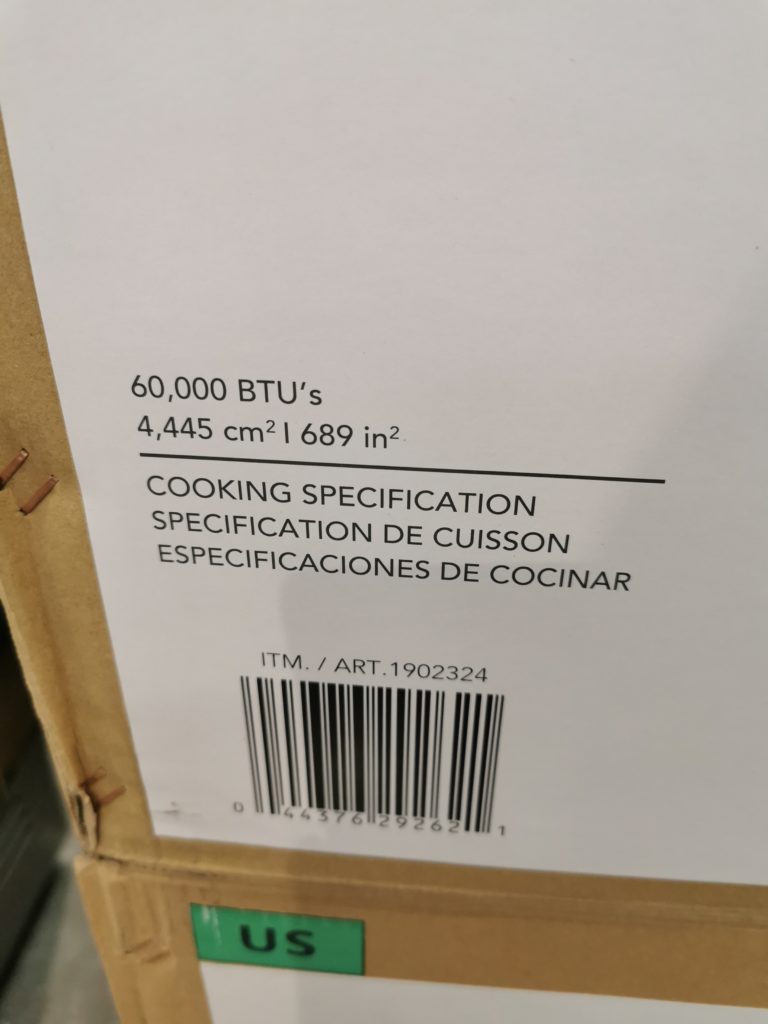 60,000 BTU's
4,445 cm² | 689 in²
COOKING SPECIFICATION
SPECIFICATION DE CUISSON
ESPECIFICACIONES DE COCINAR
ITM. / ART.1902324
0 44376 29262 1
US